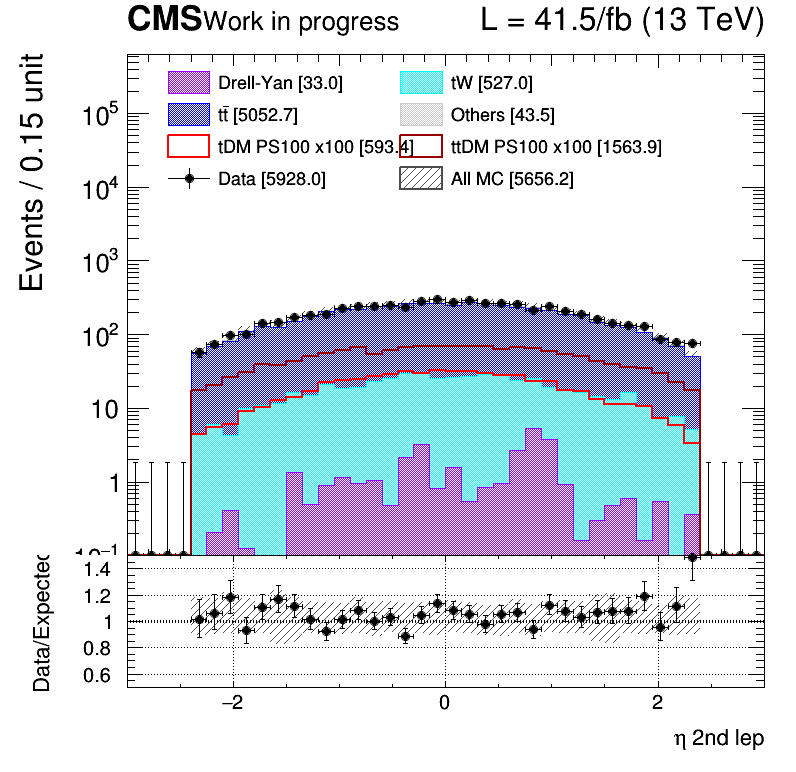 CMS Work in progress L = 41.5/fb (13 TeV)
Events / 0.15 unit
Drell-Yan [33.0] tW [527.0]
tt̄ [5052.7] Others [43.5]
tDM PS100 x100 [593.4] ttDM PS100 x100 [1563.9]
Data [5928.0] All MC [5656.2]
10⁵
10⁴
10³
10²
10
1
10⁻¹
Data/Expected
1.4
1.2
1
0.8
0.6
−2 0 2
η 2nd lep